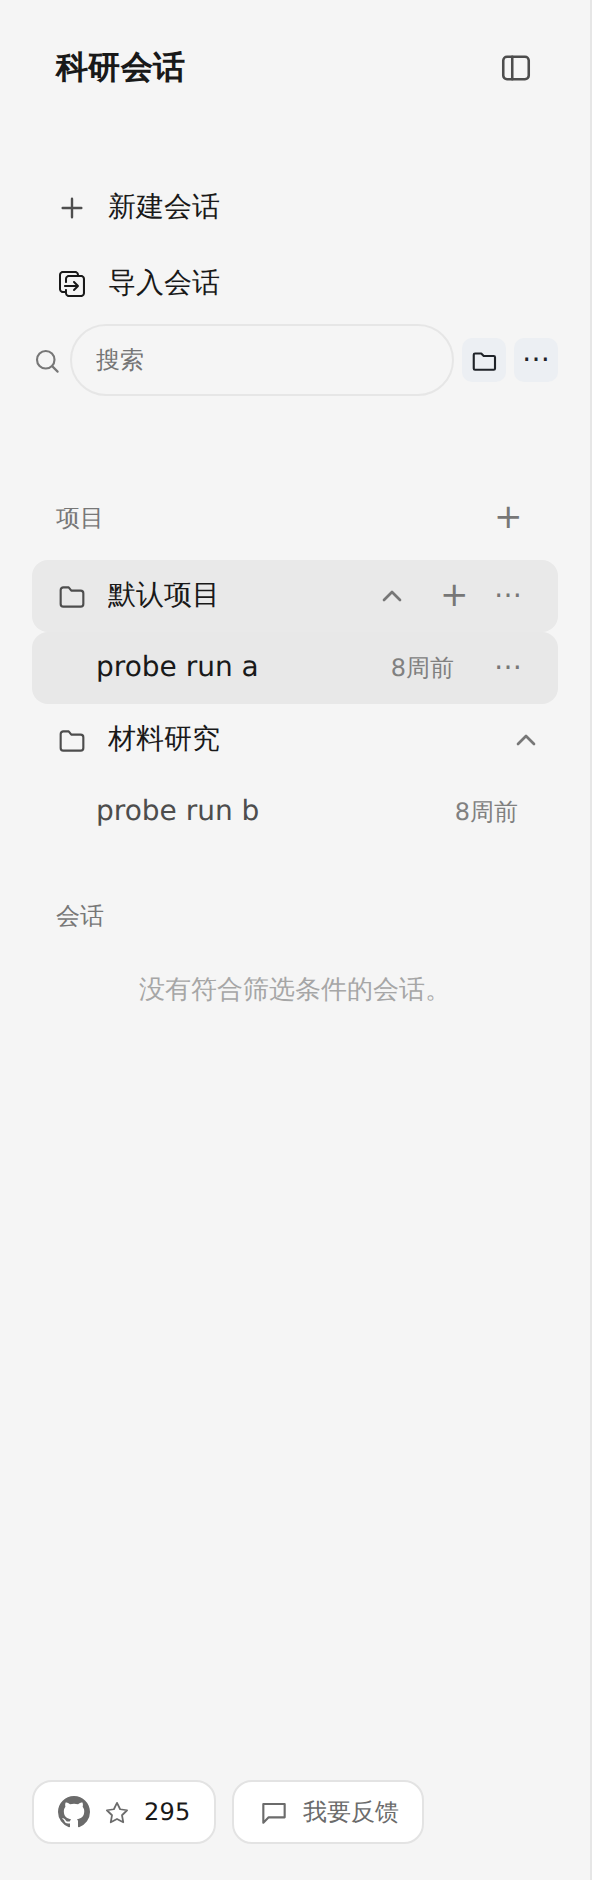 科研会话
新建会话
导入会话
搜索
项目
默认项目
probe run a 8周前
材料研究
probe run b 8周前
会话
没有符合筛选条件的会话。
295 我要反馈